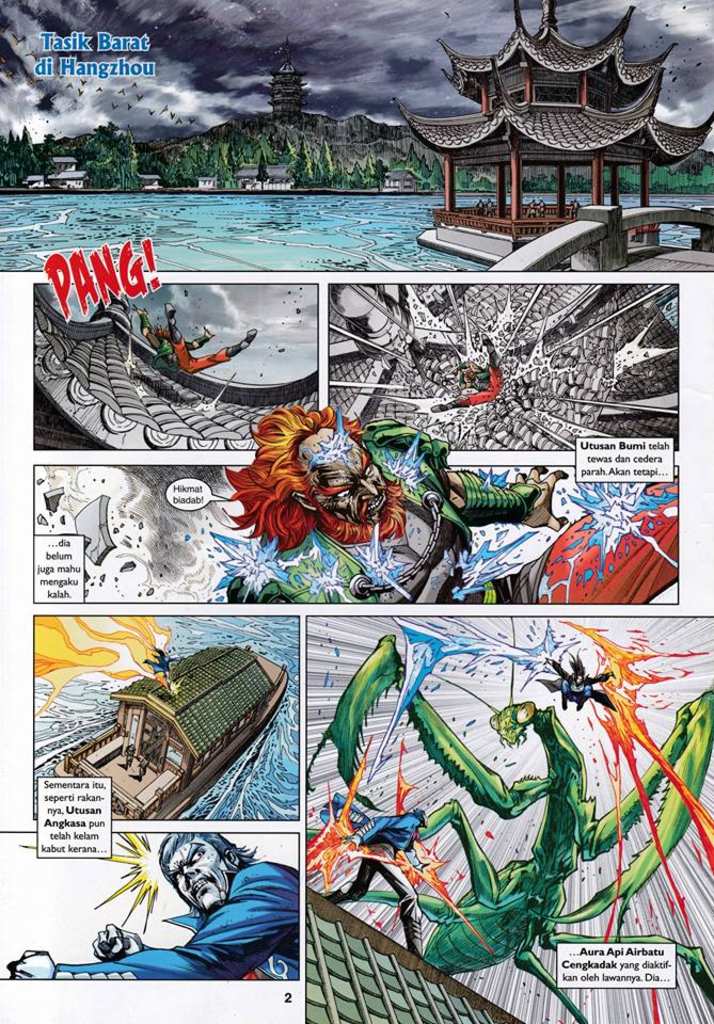 Tasik Barat
di Hangzhou
PANG!
Utusan Bumi telah
tewas dan cedera
parah. Akan tetapi...
Hikmat
biadab!
...dia
belum
juga mahu
mengaku
kalah.
Sementara itu,
seperti rakan-
nya, Utusan
Angkasa pun
telah kelam
kabut kerana...
...Aura Api Airbatu
Cengkadak yang diaktif-
kan oleh lawannya. Dia...
2